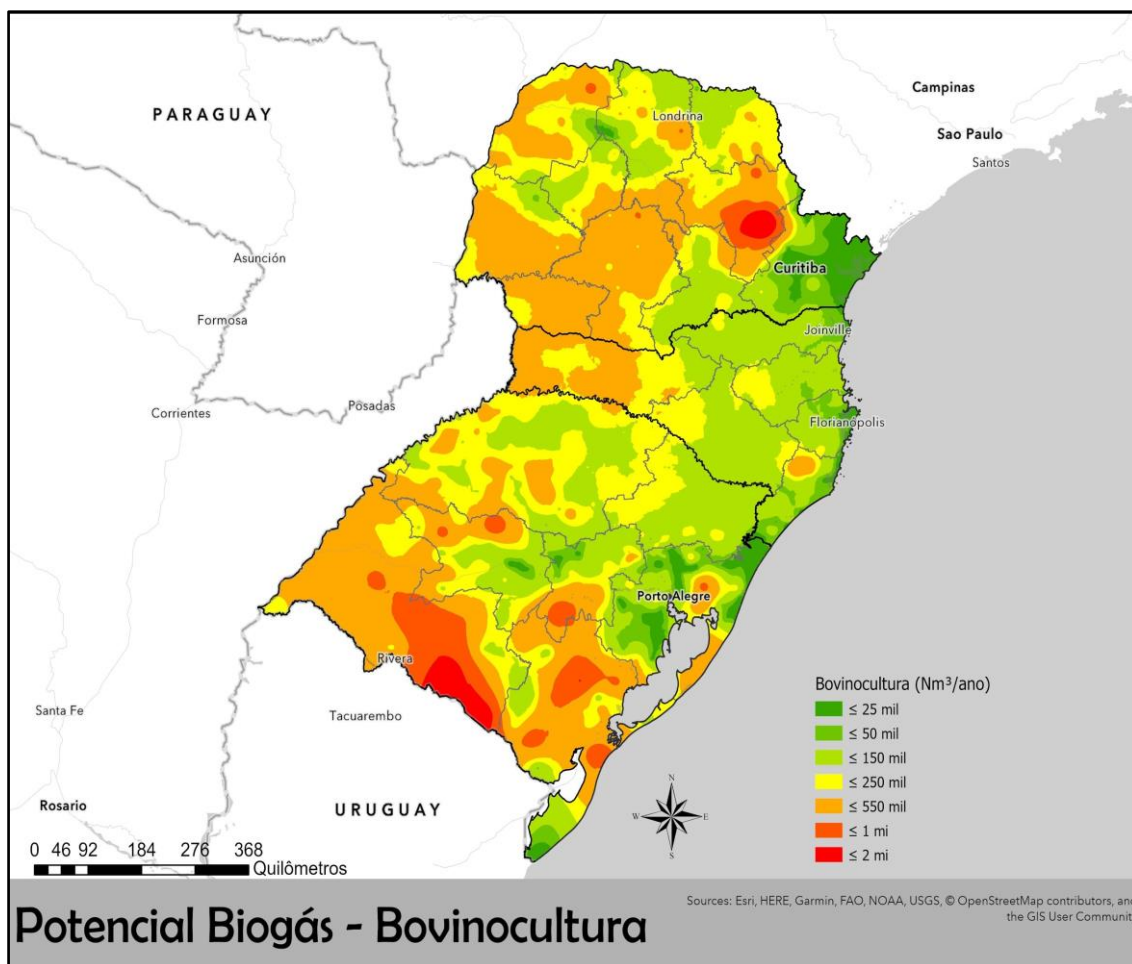 Campinas
PARAGUAY
Londrina
Sao Paulo
Santos
Asunción
Curitiba
Formosa
Joinville
Corrientes
Posadas
Florianópolis
Porto Alegre
Rivera
Santa Fe
Tacuarembo
Rosario
URUGUAY
N
W
E
S
Bovinocultura (Nm³/ano)
≤ 25 mil
≤ 50 mil
≤ 150 mil
≤ 250 mil
≤ 550 mil
≤ 1 mi
≤ 2 mi
0 46 92 184 276 368
Quilômetros
Potencial Biogás - Bovinocultura
Sources: Esri, HERE, Garmin, FAO, NOAA, USGS, © OpenStreetMap contributors, and
the GIS User Communit